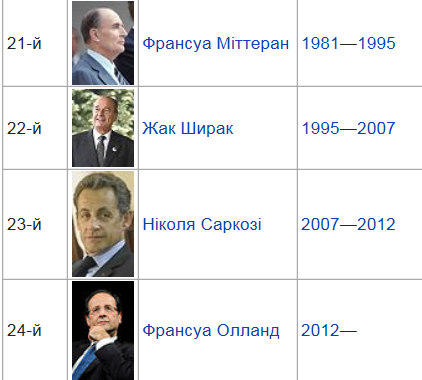 21-й Франсуа Міттеран 1981—1995
22-й Жак Ширак 1995—2007
23-й Ніколя Саркозі 2007—2012
24-й Франсуа Олланд 2012—